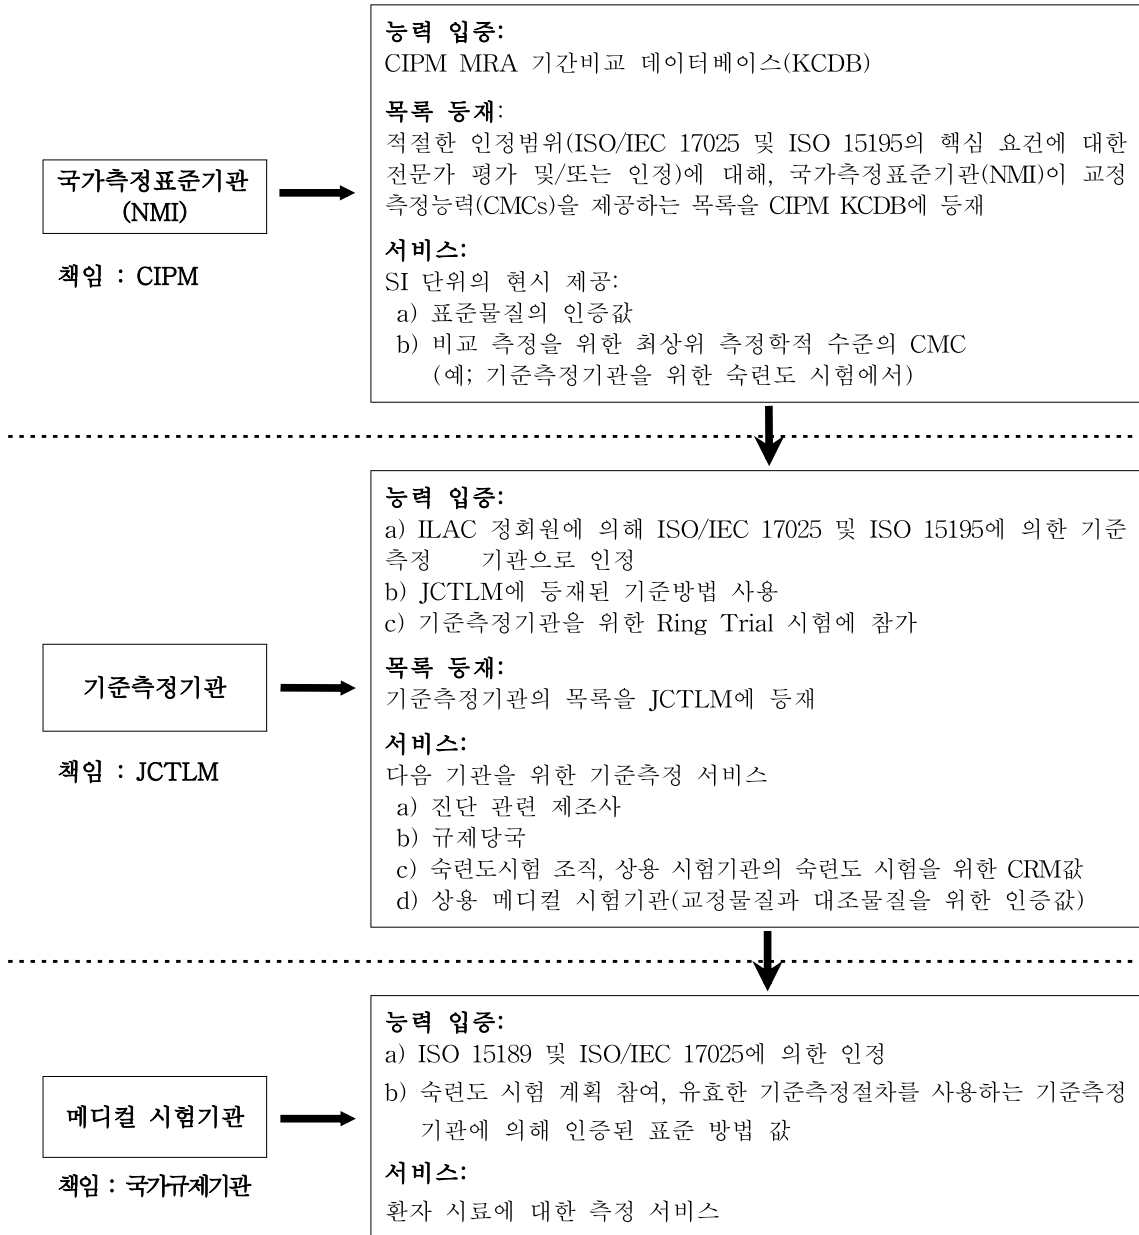 국가측정표준기관
(NMI)
책임 : CIPM
능력 입증:
CIPM MRA 기간비교 데이터베이스(KCDB)
목록 등재:
적절한 인정범위(ISO/IEC 17025 및 ISO 15195의 핵심 요건에 대한
전문가 평가 및/또는 인정)에 대해, 국가측정표준기관(NMI)이 교정
측정능력(CMCs)을 제공하는 목록을 CIPM KCDB에 등재
서비스:
SI 단위의 현시 제공:
a) 표준물질의 인증값
b) 비교 측정을 위한 최상위 측정학적 수준의 CMC
(예; 기준측정기관을 위한 숙련도 시험에서)
기준측정기관
책임 : JCTLM
능력 입증:
a) ILAC 정회원에 의해 ISO/IEC 17025 및 ISO 15195에 의한 기준
측정 기관으로 인정
b) JCTLM에 등재된 기준방법 사용
c) 기준측정기관을 위한 Ring Trial 시험에 참가
목록 등재:
기준측정기관의 목록을 JCTLM에 등재
서비스:
다음 기관을 위한 기준측정 서비스
a) 진단 관련 제조사
b) 규제당국
c) 숙련도시험 조직, 상용 시험기관의 숙련도 시험을 위한 CRM값
d) 상용 메디컬 시험기관(교정물질과 대조물질을 위한 인증값)
메디컬 시험기관
책임 : 국가규제기관
능력 입증:
a) ISO 15189 및 ISO/IEC 17025에 의한 인정
b) 숙련도 시험 계획 참여, 유효한 기준측정절차를 사용하는 기준측정
기관에 의해 인증된 표준 방법 값
서비스:
환자 시료에 대한 측정 서비스